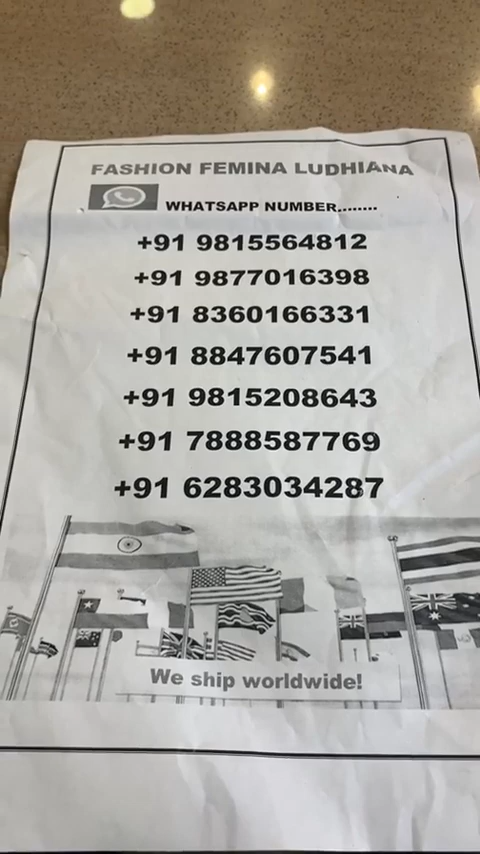 FASHION FEMINA LUDHIANA
WHATSAPP NUMBER........
+91 9815564812
+91 9877016398
+91 8360166331
+91 8847607541
+91 9815208643
+91 7888587769
+91 6283034287
We ship worldwide!